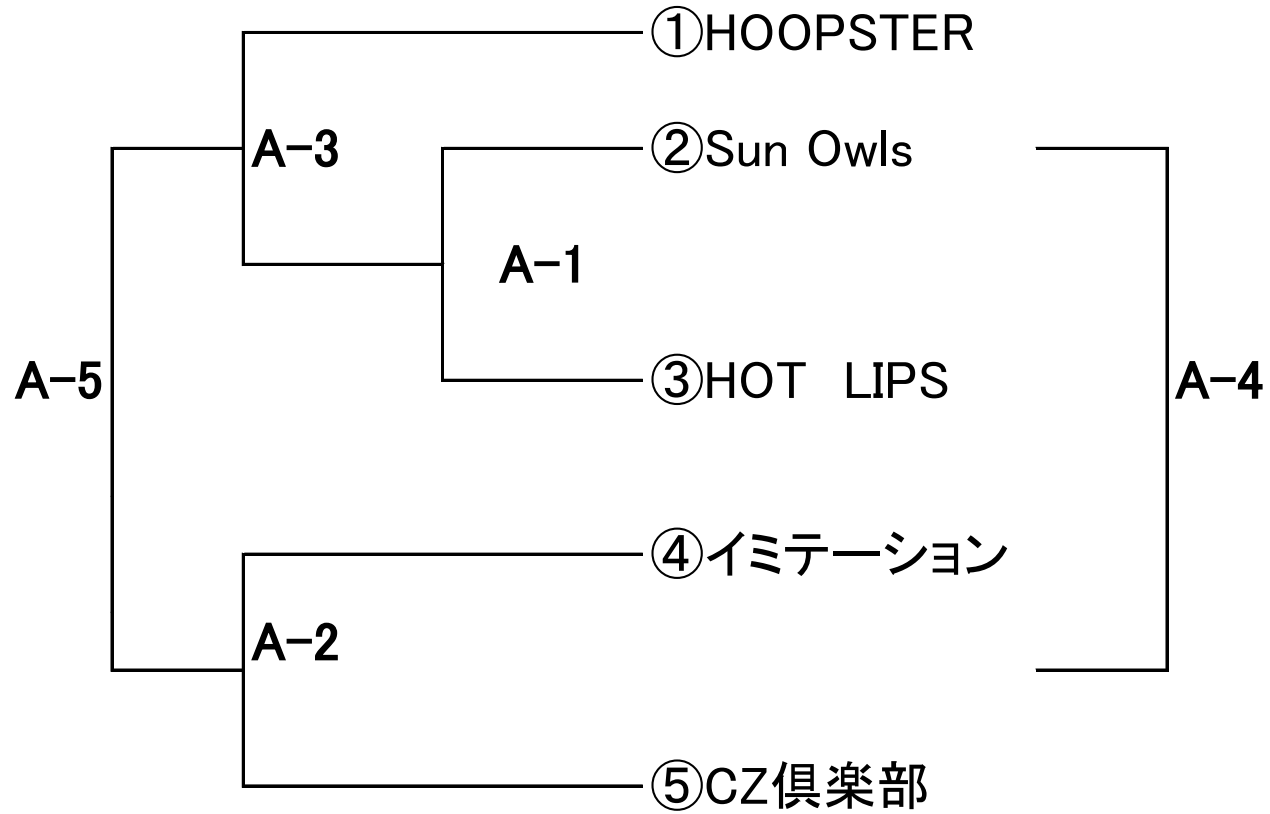 ①HOOPSTER
A-3
②Sun Owls
A-1
A-5
③HOT LIPS
A-4
④イミテーション
A-2
⑤CZ倶楽部